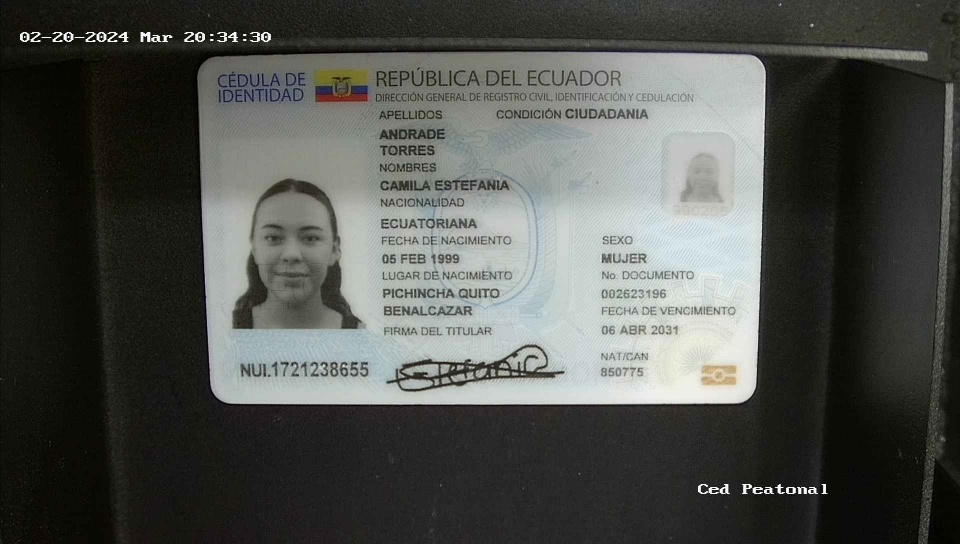 02-20-2024 Mar 20:34:30
CÉDULA DE
IDENTIDAD
REPÚBLICA DEL ECUADOR
DIRECCIÓN GENERAL DE REGISTRO CIVIL, IDENTIFICACIÓN Y CEDULACIÓN
APELLIDOS
CONDICIÓN CIUDADANIA
ANDRADE
TORRES
NOMBRES
CAMILA ESTEFANIA
NACIONALIDAD
ECUATORIANA
FECHA DE NACIMIENTO
SEXO
05 FEB 1999
MUJER
LUGAR DE NACIMIENTO
No. DOCUMENTO
PICHINCHA QUITO
002623196
BENALCAZAR
FECHA DE VENCIMIENTO
FIRMA DEL TITULAR
06 ABR 2031
NAT/CAN
850775
NUI.1721238655
Ced Peatonal